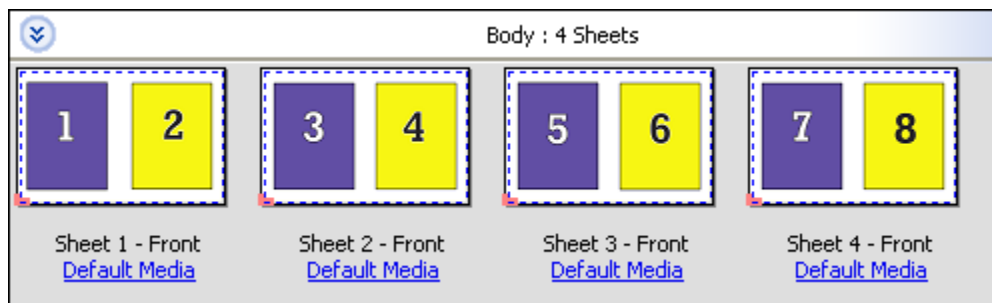 Body : 4 Sheets
1 2 3 4 5 6 7 8
Sheet 1 - Front Sheet 2 - Front Sheet 3 - Front Sheet 4 - Front
Default Media Default Media Default Media Default Media